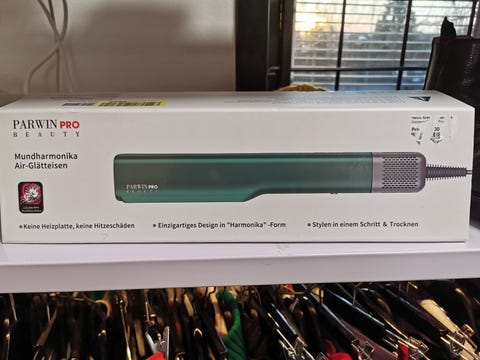 PARWIN PRO
BEAUTY
Mundharmonika
Air-Glätteisen
PARWIN PRO
BEAUTY
•Keine Heizplatte, keine Hitzeschäden
•Einzigartiges Design in "Harmonika" -Form
•Stylen in einem Schritt & Trocknen